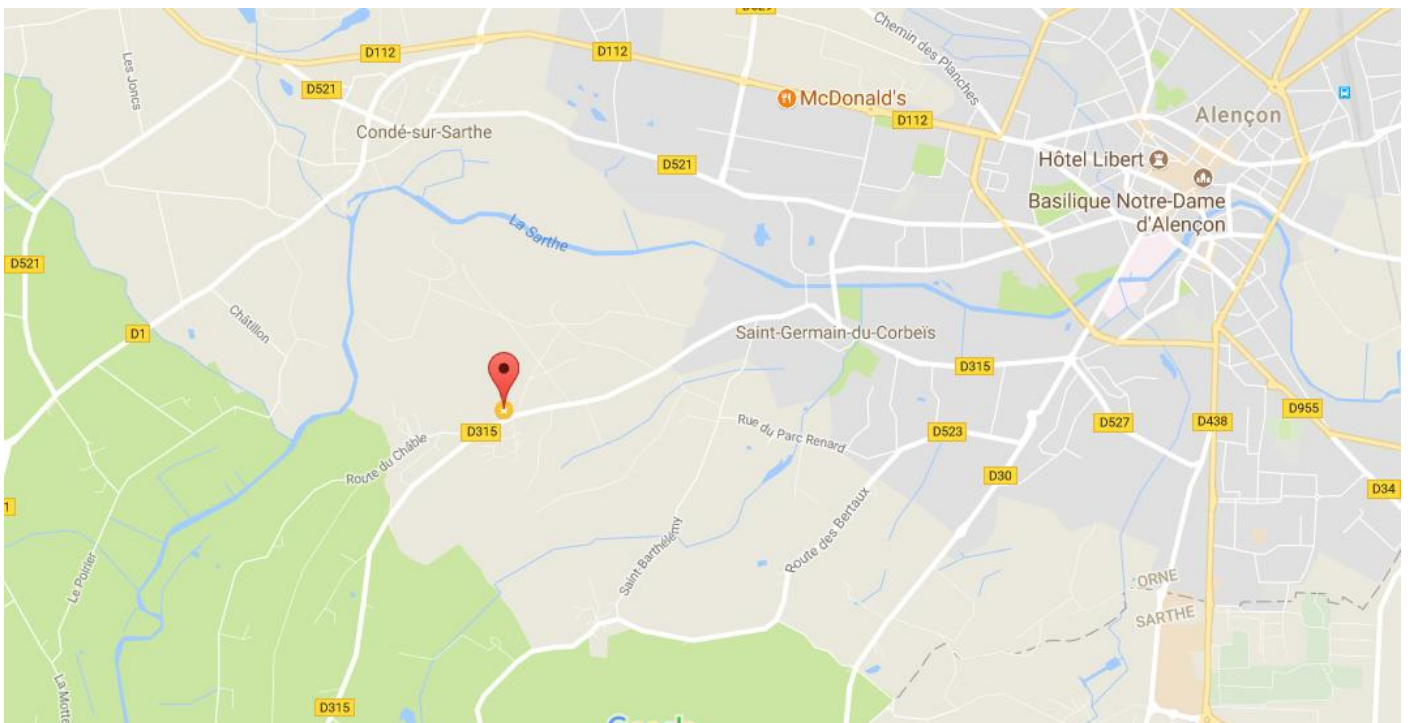 D629
Les Joncs
D112
D112
D521
Chemin des Planches
McDonald's
D112
Alençon
Condé-sur-Sarthe
D521
Hôtel Libert
Basilique Notre-Dame
d'Alençon
La Sarthe
D521
Châtillon
D1
Saint-Germain-du-Corbeïs
D315
D315
Route du Châble
Rue du Parc Renard
D523
D527
D438
D955
D30
D34
1
Route des Bertaux
Saint-Barthélemy
Le Poirier
ORNE
SARTHE
La Motte
D315
Google